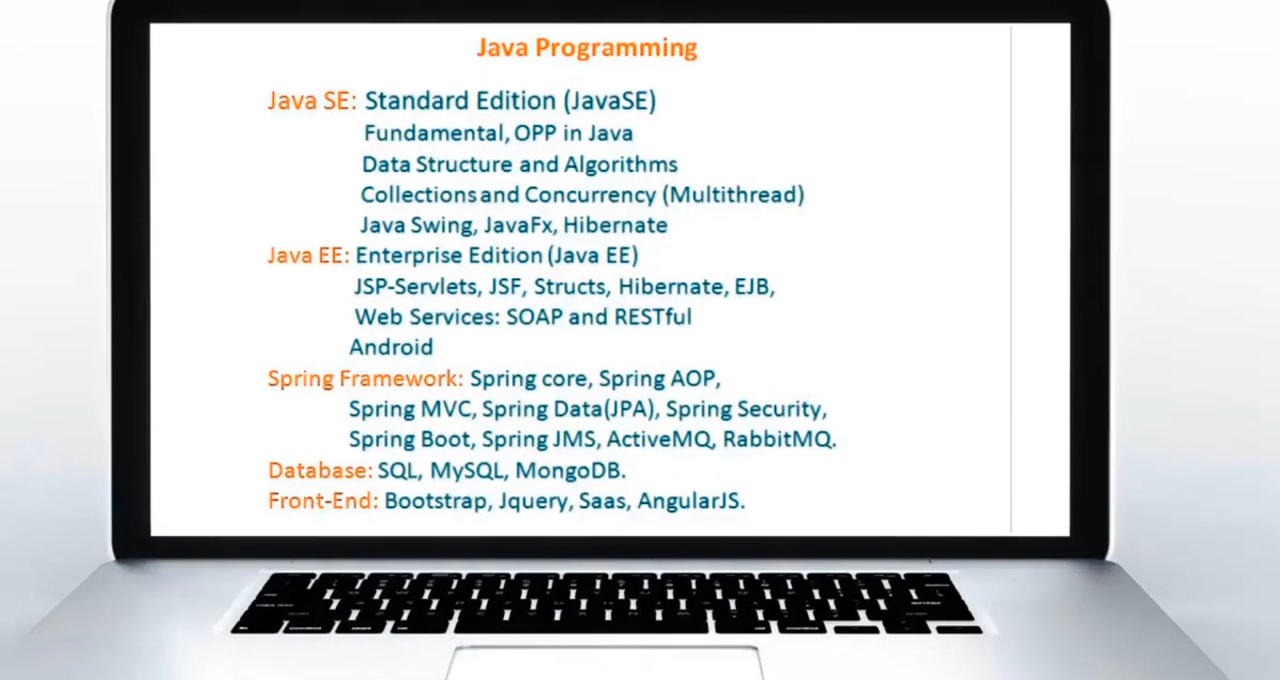 Java Programming
Java SE: Standard Edition (JavaSE)
Fundamental, OPP in Java
Data Structure and Algorithms
Collections and Concurrency (Multithread)
Java Swing, JavaFx, Hibernate
Java EE: Enterprise Edition (Java EE)
JSP-Servlets, JSF, Structs, Hibernate, EJB,
Web Services: SOAP and RESTful
Android
Spring Framework: Spring core, Spring AOP,
Spring MVC, Spring Data(JPA), Spring Security,
Spring Boot, Spring JMS, ActiveMQ, RabbitMQ.
Database: SQL, MySQL, MongoDB.
Front-End: Bootstrap, Jquery, Saas, AngularJS.